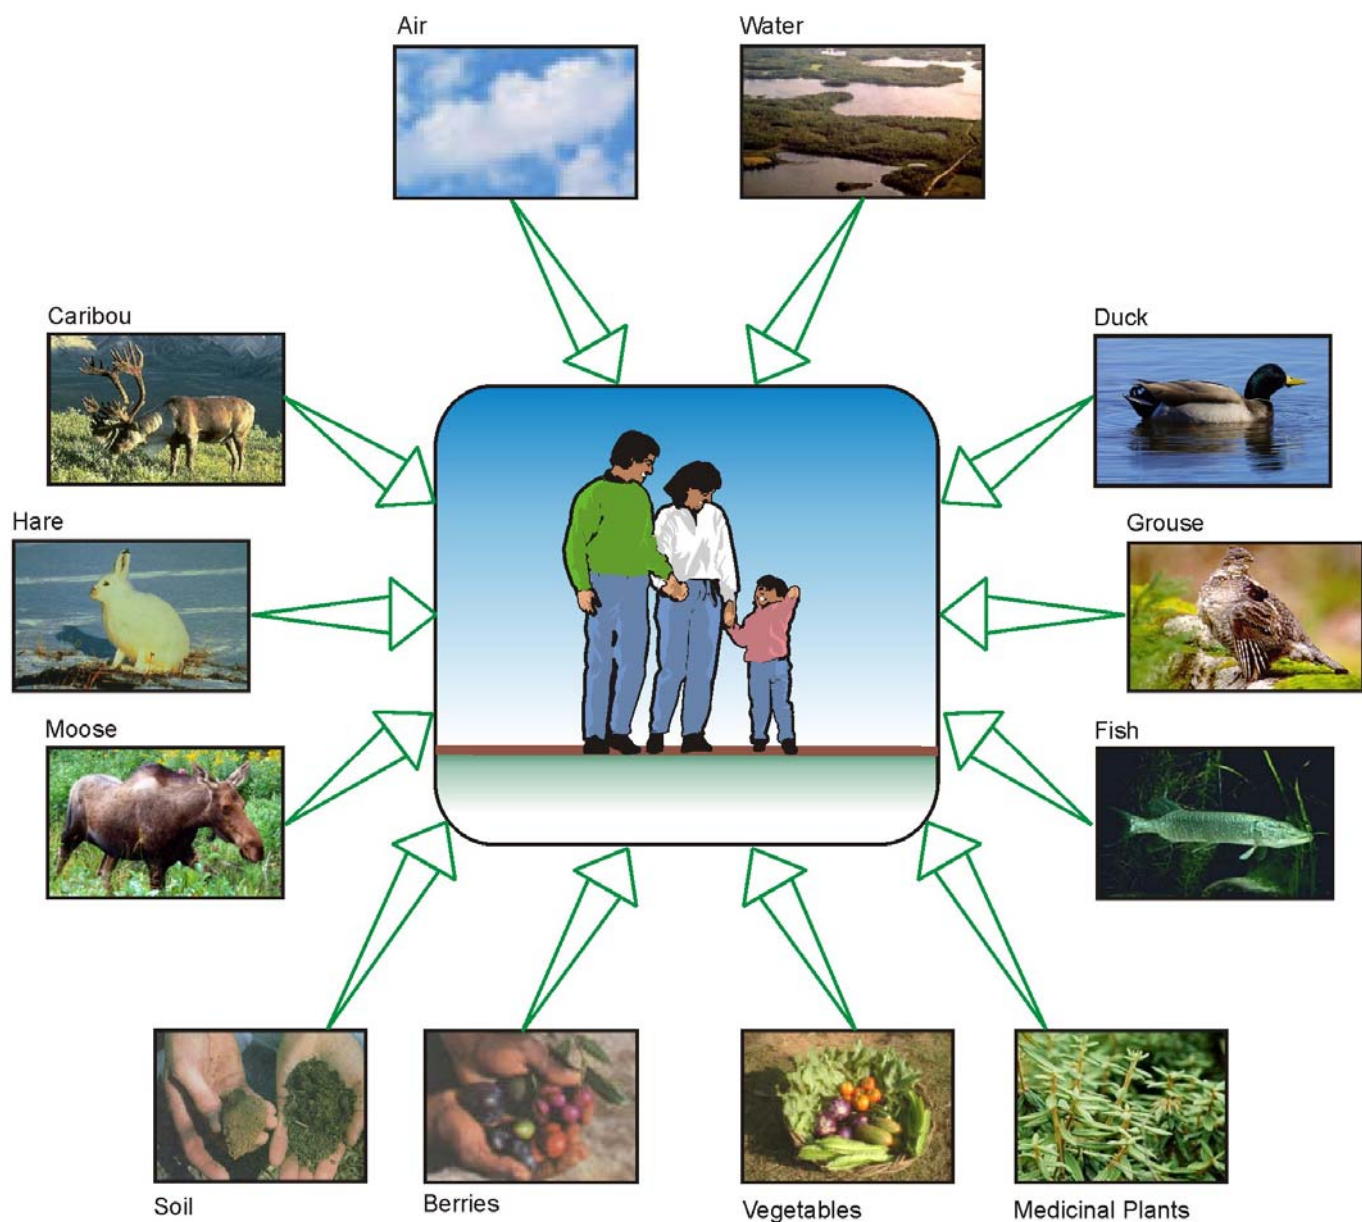 Air
Water
Caribou
Duck
Hare
Grouse
Moose
Fish
Soil
Berries
Vegetables
Medicinal Plants